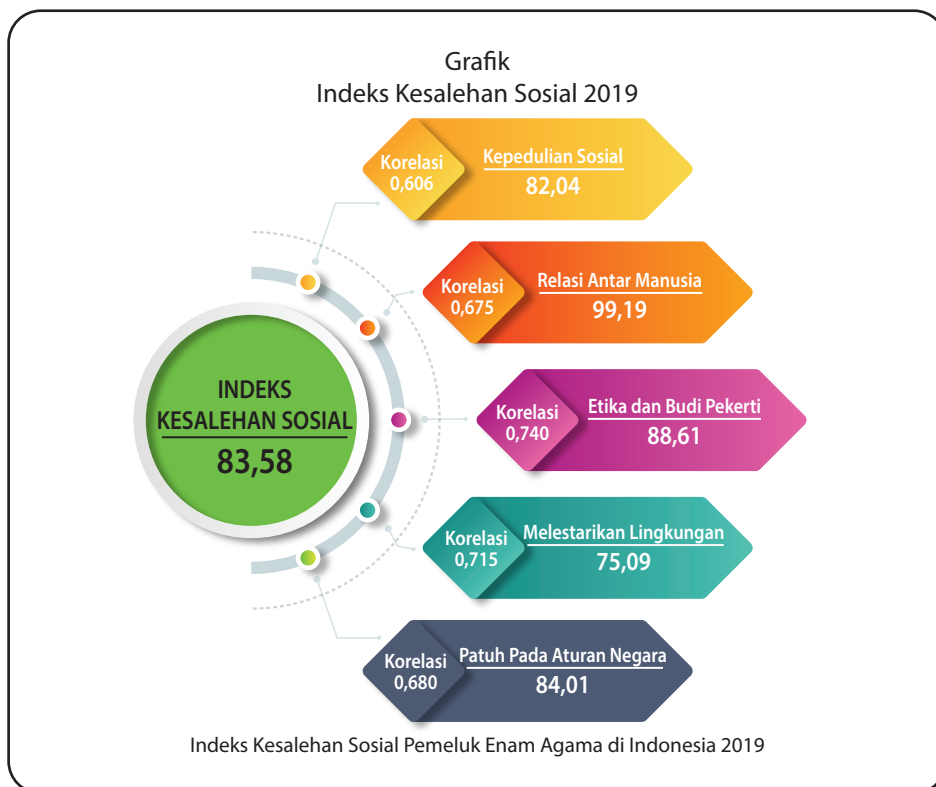 Grafik
Indeks Kesalehan Sosial 2019
Korelasi
0,606
Kepedulian Sosial
82,04
Korelasi
0,675
Relasi Antar Manusia
99,19
INDEKS
KESALEHAN SOSIAL
83,58
Korelasi
0,740
Etika dan Budi Pekerti
88,61
Korelasi
0,715
Melestarikan Lingkungan
75,09
Korelasi
0,680
Patuh Pada Aturan Negara
84,01
Indeks Kesalehan Sosial Pemeluk Enam Agama di Indonesia 2019